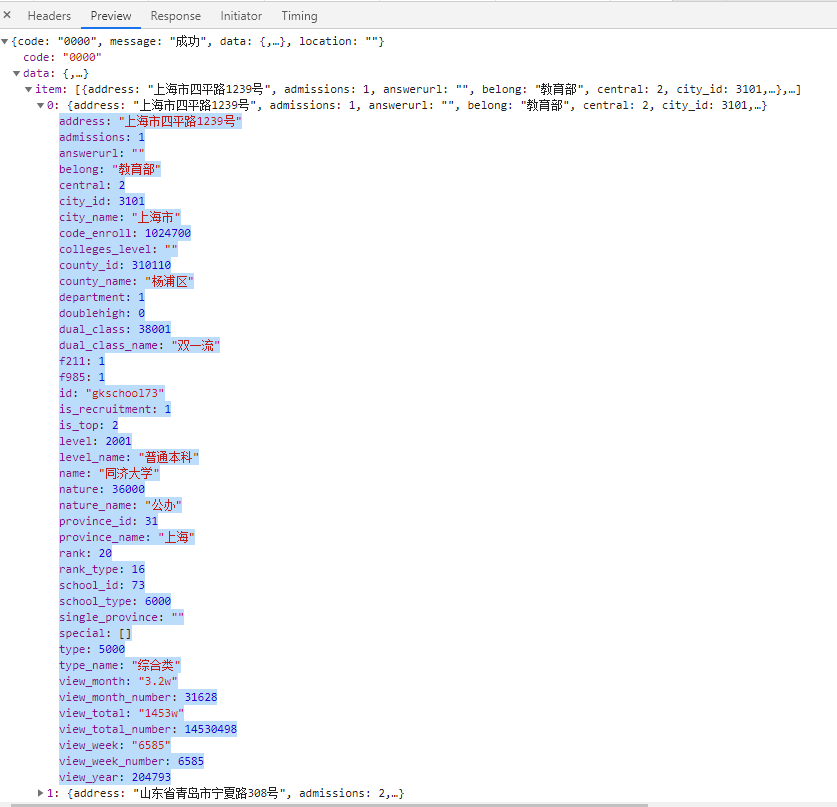 × Headers Preview Response Initiator Timing
▼{code: "0000", message: "成功", data: {,…}, location: ""}
code: "0000"
▼data: {,…}
▼item: [{address: "上海市四平路1239号", admissions: 1, answerurl: "", belong: "教育部", central: 2, city_id: 3101,…},…]
▼0: {address: "上海市四平路1239号", admissions: 1, answerurl: "", belong: "教育部", central: 2, city_id: 3101,…}
address: "上海市四平路1239号"
admissions: 1
answerurl: ""
belong: "教育部"
central: 2
city_id: 3101
city_name: "上海市"
code_enroll: 1024700
colleges_level: ""
county_id: 310110
county_name: "杨浦区"
department: 1
doublehigh: 0
dual_class: 38001
dual_class_name: "双一流"
f211: 1
f985: 1
id: "gkschool73"
is_recruitment: 1
is_top: 2
level: 2001
level_name: "普通本科"
name: "同济大学"
nature: 36000
nature_name: "公办"
province_id: 31
province_name: "上海"
rank: 20
rank_type: 16
school_id: 73
school_type: 6000
single_province: ""
special: []
type: 5000
type_name: "综合类"
view_month: "3.2w"
view_month_number: 31628
view_total: "1453w"
view_total_number: 14530498
view_week: "6585"
view_week_number: 6585
view_year: 204793
▶1: {address: "山东省青岛市宁夏路308号", admissions: 2,…}